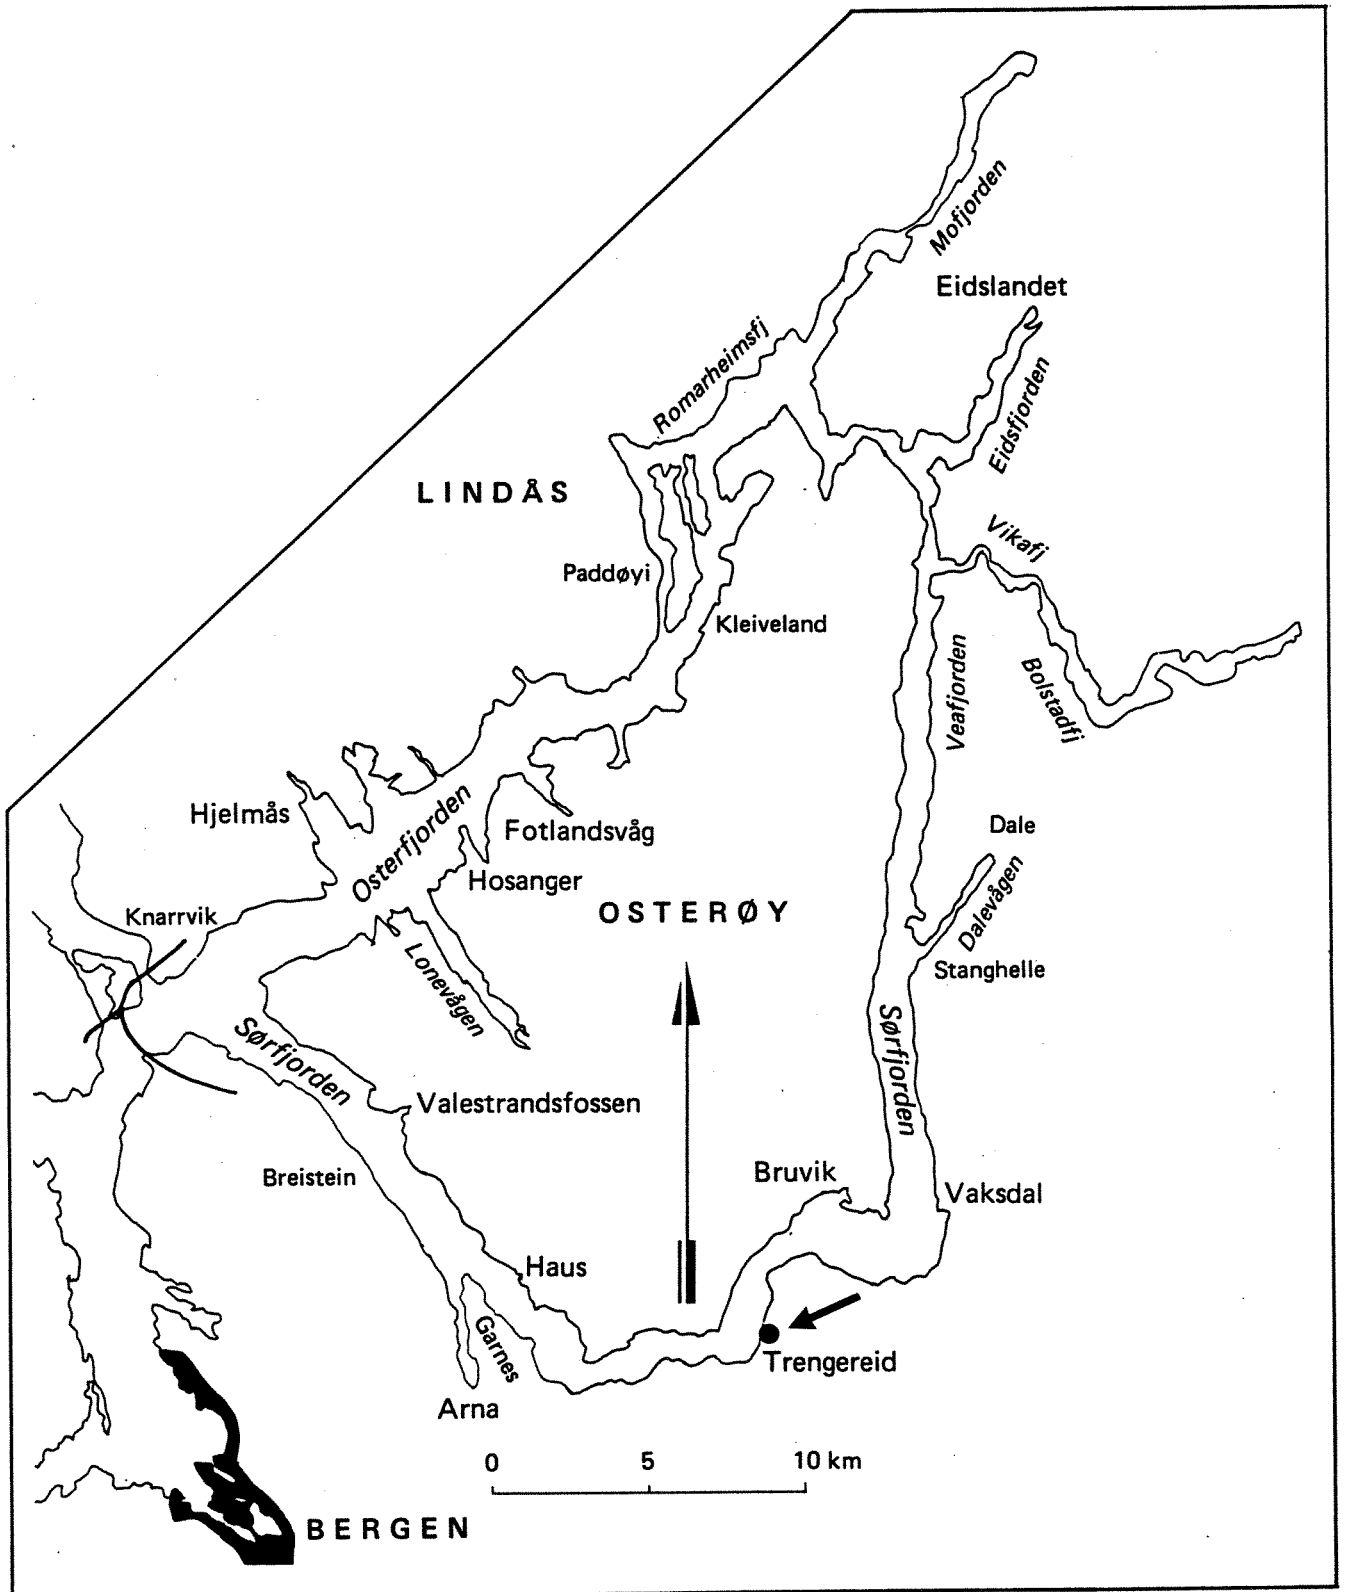 Mofjorden
Eidslandet
Romarheimsfj
Eidsfjorden
LINDÅS
Vikafj
Paddøyi
Kleiveland
Veafjorden
Bolstadfj
Hjelmås
Osterfjorden
Fotlandsvåg
Dale
Hosanger
Dalevågen
OSTERØY
Knarrvik
Lonevågen
Stanghelle
Sørfjorden
Sørfjorden
Valestrandsfossen
Breistein
Bruvik
Vaksdal
Haus
Garnes
Trengereid
Arna
0 5 10 km
BERGEN